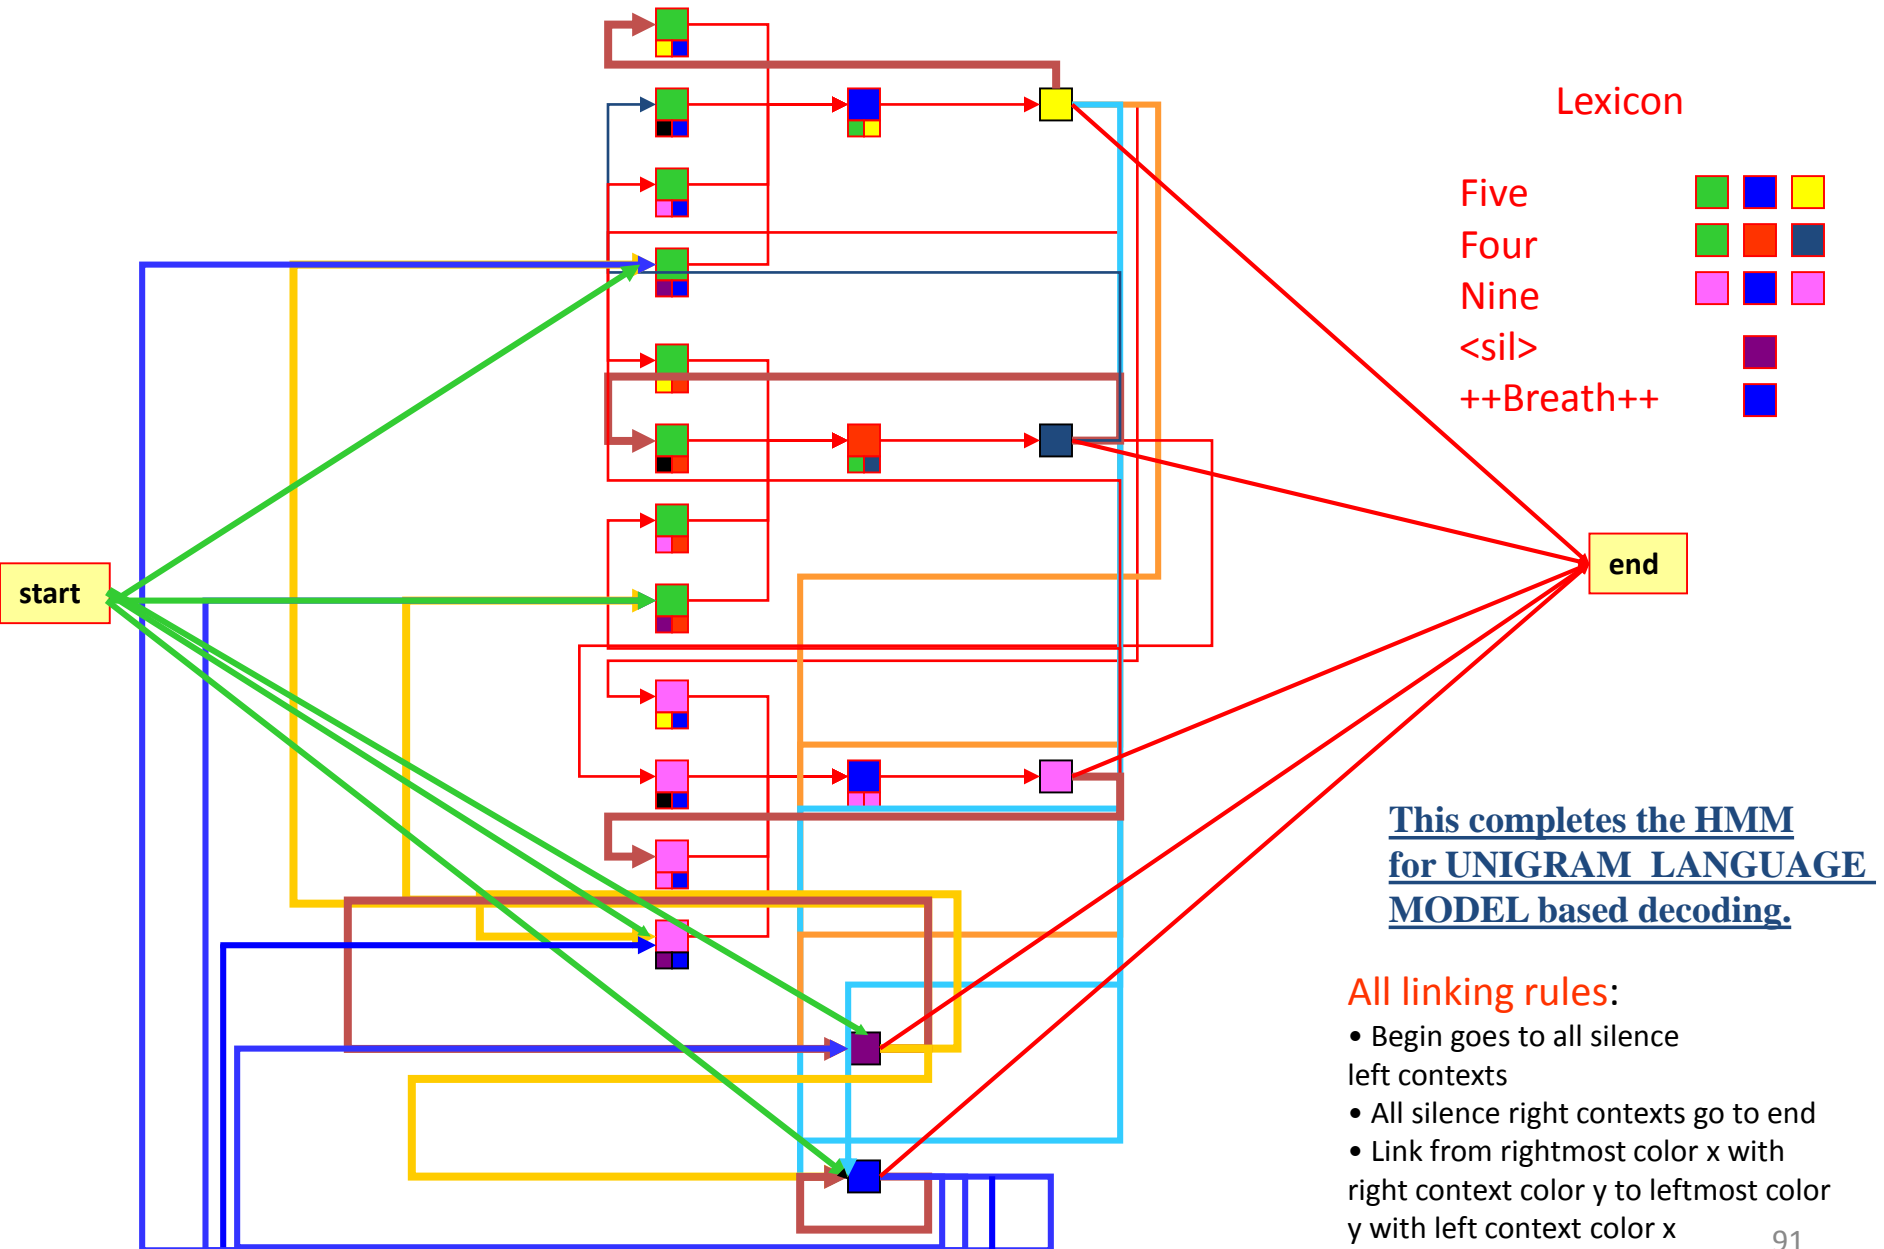 Lexicon
Five
Four
Nine
<sil>
++Breath++
start
end
This completes the HMM
for UNIGRAM LANGUAGE
MODEL based decoding.
All linking rules:
• Begin goes to all silence
left contexts
• All silence right contexts go to end
• Link from rightmost color x with
right context color y to leftmost color
y with left context color x
91